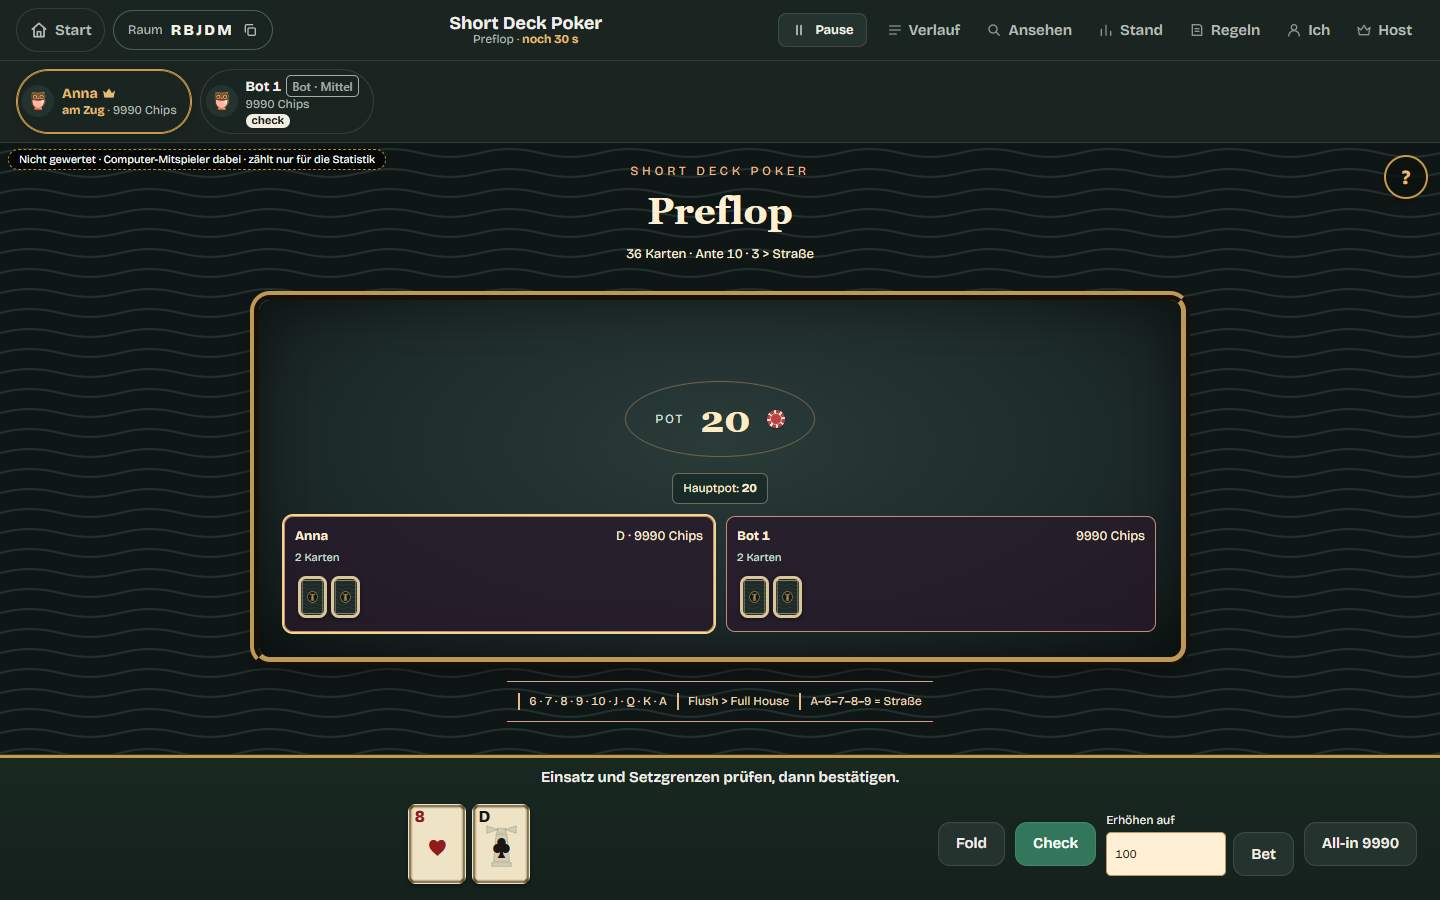 Start
Raum RBJDM
Short Deck Poker
Preflop · noch 30 s
Pause
Verlauf
Ansehen
Stand
Regeln
Ich
Host
Anna
am Zug · 9990 Chips
Bot 1 Bot · Mittel
9990 Chips
check
Nicht gewertet · Computer-Mitspieler dabei · zählt nur für die Statistik
?
SHORT DECK POKER
Preflop
36 Karten · Ante 10 · 3 > Straße
POT 20
Hauptpot: 20
Anna D · 9990 Chips
2 Karten
Bot 1 9990 Chips
2 Karten
6 · 7 · 8 · 9 · 10 · J · Q · K · A
Flush > Full House
A–6–7–8–9 = Straße
Einsatz und Setzgrenzen prüfen, dann bestätigen.
8
D
Fold
Check
Erhöhen auf
100
Bet
All-in 9990